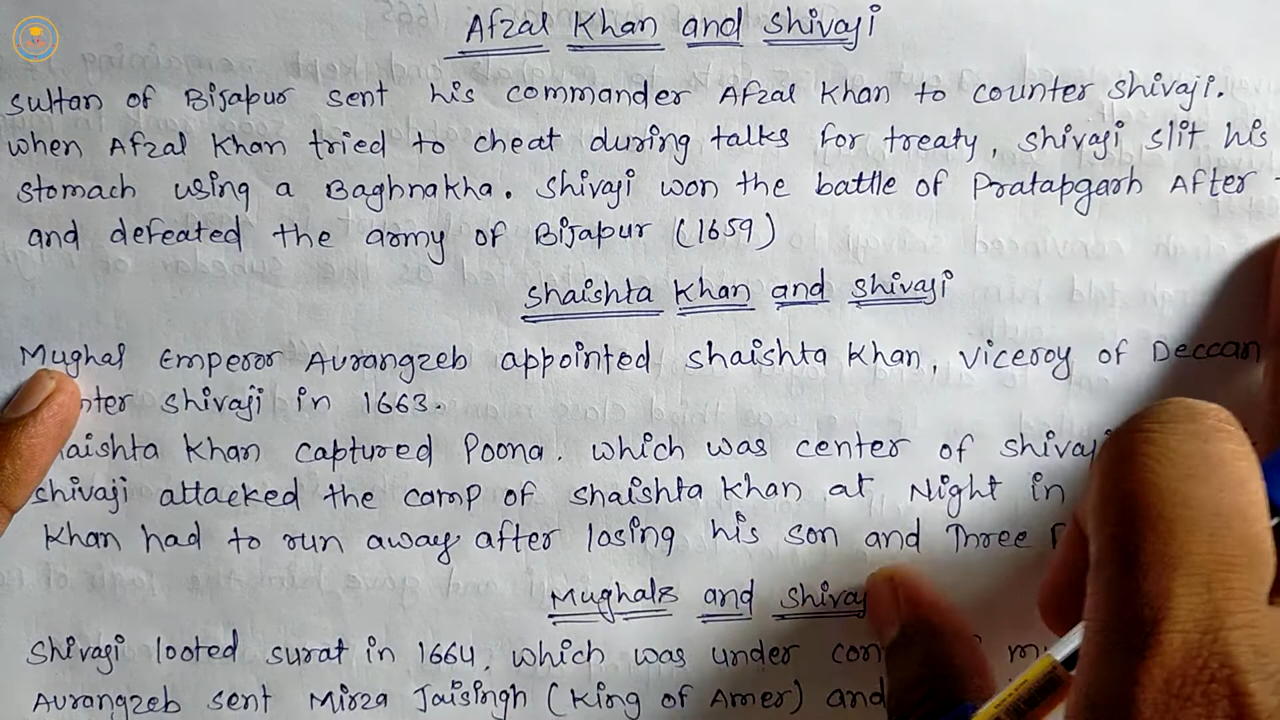 Afzal Khan and Shivaji
Sultan of Bijapur sent his commander Afzal Khan to counter Shivaji.
When Afzal Khan tried to cheat during talks for treaty, Shivaji slit his
stomach using a Baghnakha. Shivaji won the battle of Pratapgarh After
and defeated the army of Bijapur (1659)
Shaishta Khan and Shivaji
Mughal Emperor Aurangzeb appointed Shaishta Khan, Viceroy of Deccan
Shivaji in 1663.
Khan captured Poona. which was center of
Shivaji attacked the camp of Shaishta Khan at Night in
Khan had to run away after losing his son and Three
Mughals and
Shivaji looted Surat in 1664, which was under
Aurangzeb sent Mirza Jaisingh (King of Amer) and